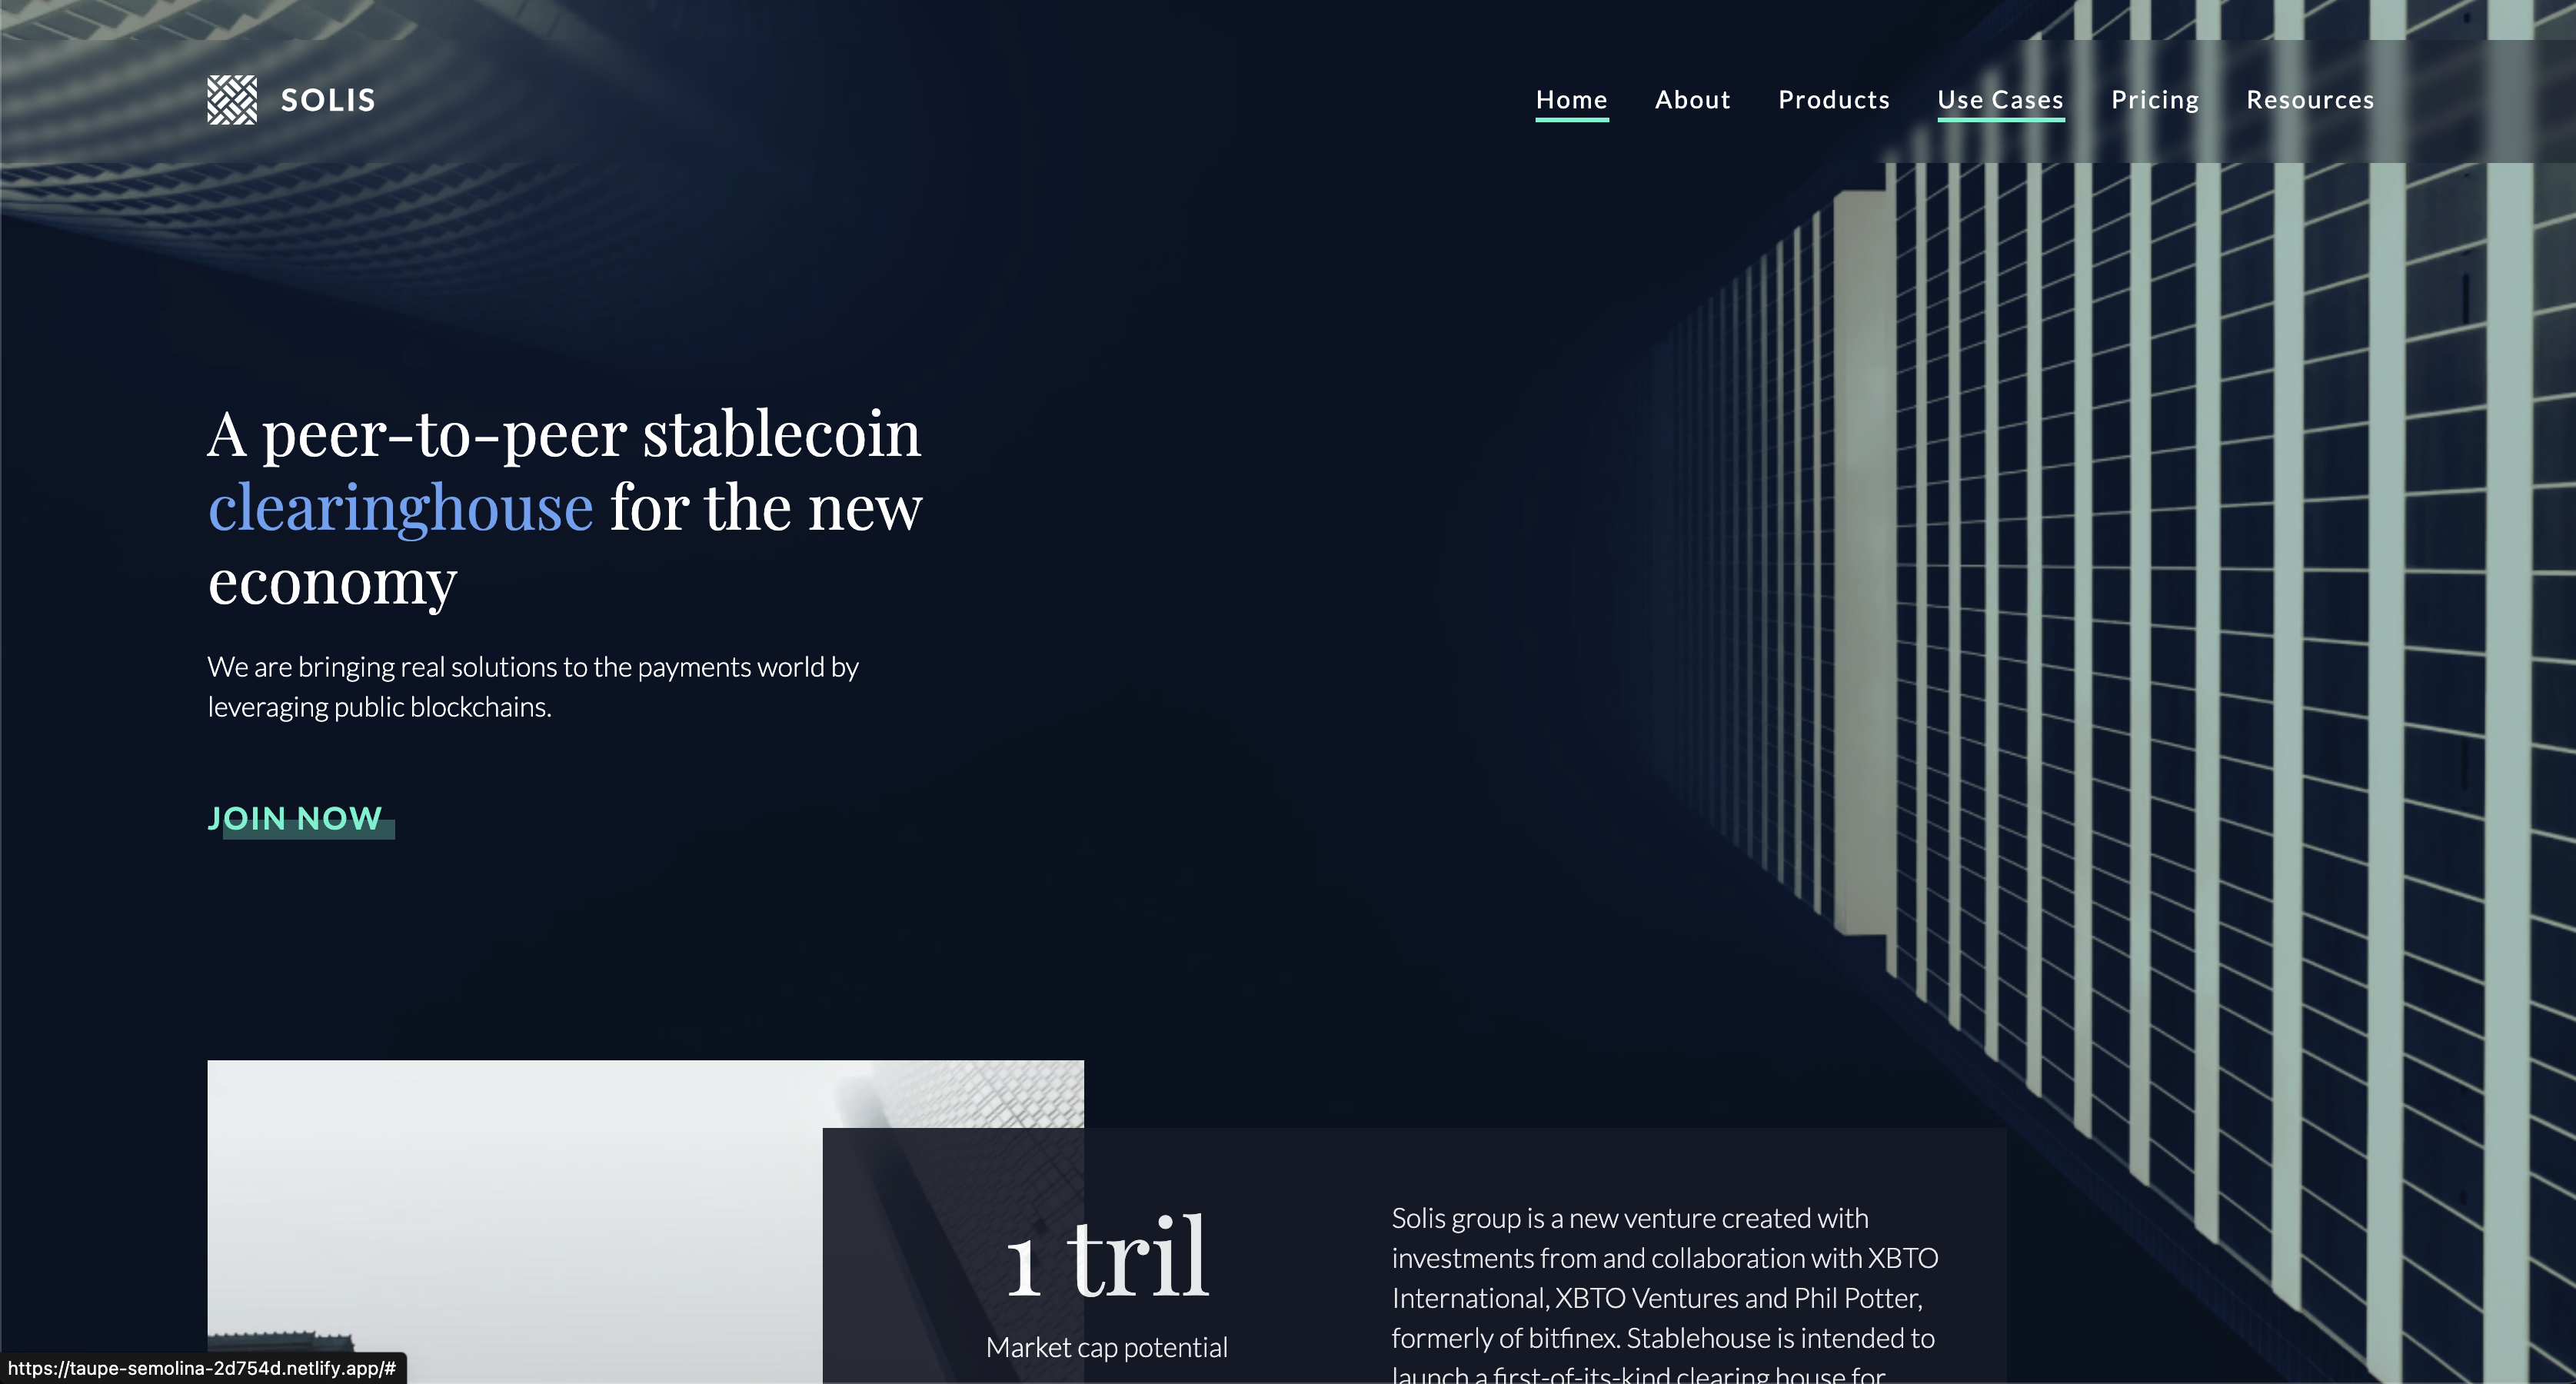 SOLIS
Home About Products Use Cases Pricing Resources
A peer-to-peer stablecoin
clearinghouse for the new
economy
We are bringing real solutions to the payments world by
leveraging public blockchains.
JOIN NOW
1 tril
Market cap potential
Solis group is a new venture created with
investments from and collaboration with XBTO
International, XBTO Ventures and Phil Potter,
formerly of bitfinex. Stablehouse is intended to
launch a first-of-its-kind clearing house for
https://taupe-semolina-2d754d.netlify.app/#